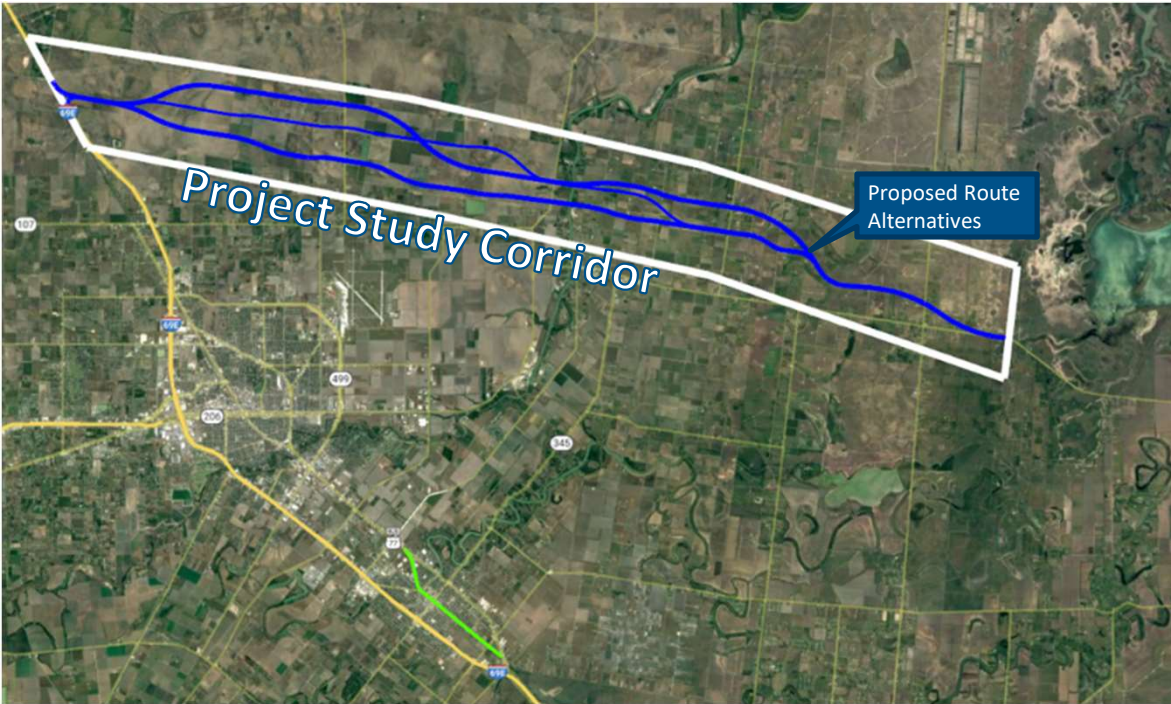 69E
107
Proposed Route
Alternatives
Project Study Corridor
69E
499
206
345
77
69E